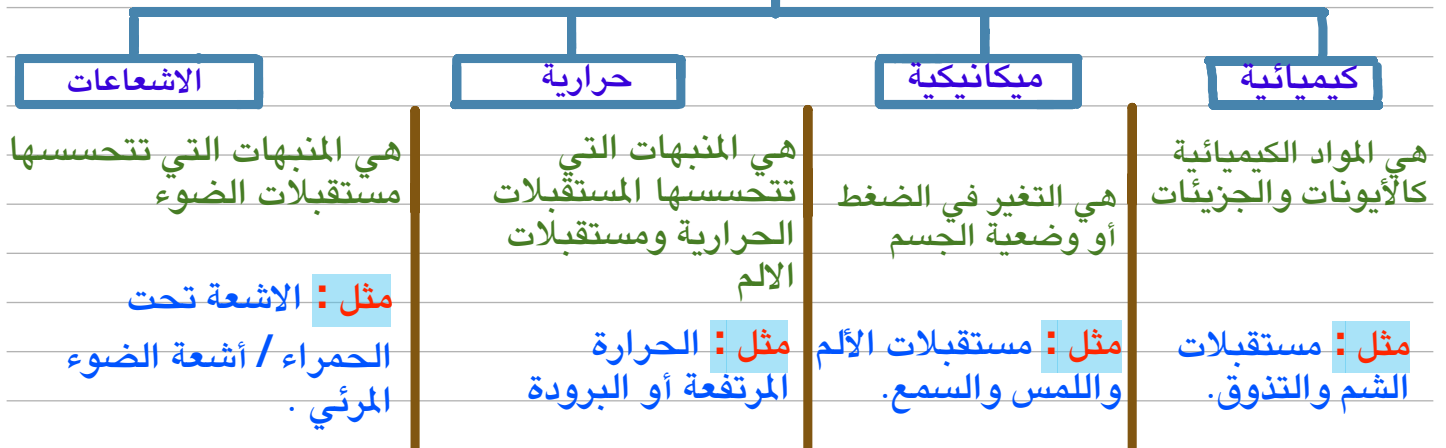 كيميائية
هي المواد الكيميائية
كالأيونات والجزيئات
مثل : مستقبلات
الشم والتذوق.
ميكانيكية
هي التغير في الضغط
أو وضعية الجسم
مثل : مستقبلات الألم
واللمس والسمع.
حرارية
هي المنبهات التي
تتحسسها المستقبلات
الحرارية ومستقبلات
الالم
مثل : الحرارة
المرتفعة أو البرودة
ألاشعاعات
هي المنبهات التي تتحسسها
مستقبلات الضوء
مثل : الاشعة تحت
الحمراء / أشعة الضوء
المرئي .